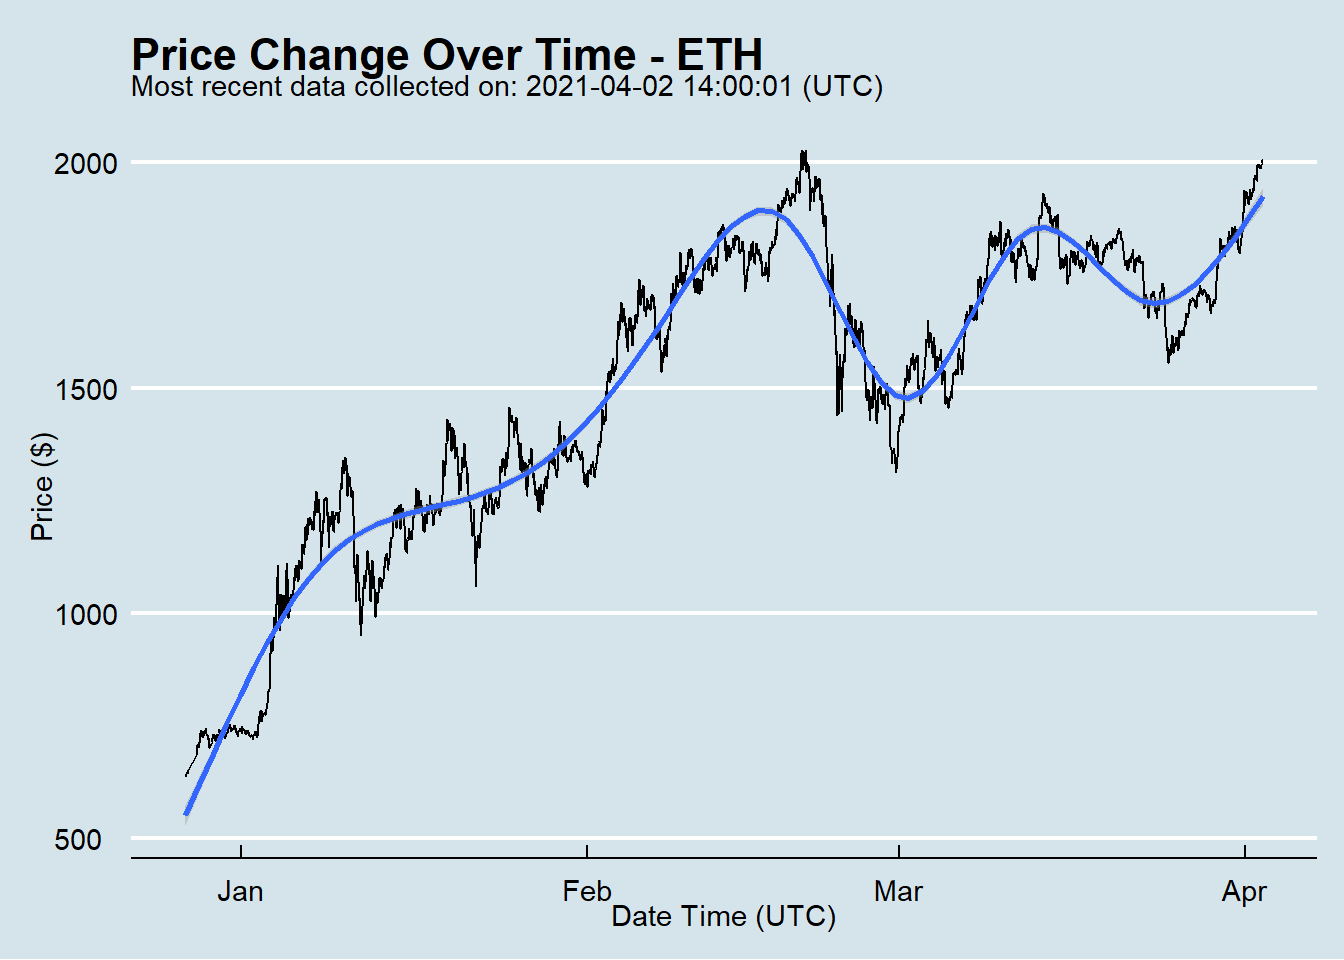 Price Change Over Time - ETH
Most recent data collected on: 2021-04-02 14:00:01 (UTC)
2000
1500
1000
500
Price ($)
Jan Feb Mar Apr
Date Time (UTC)